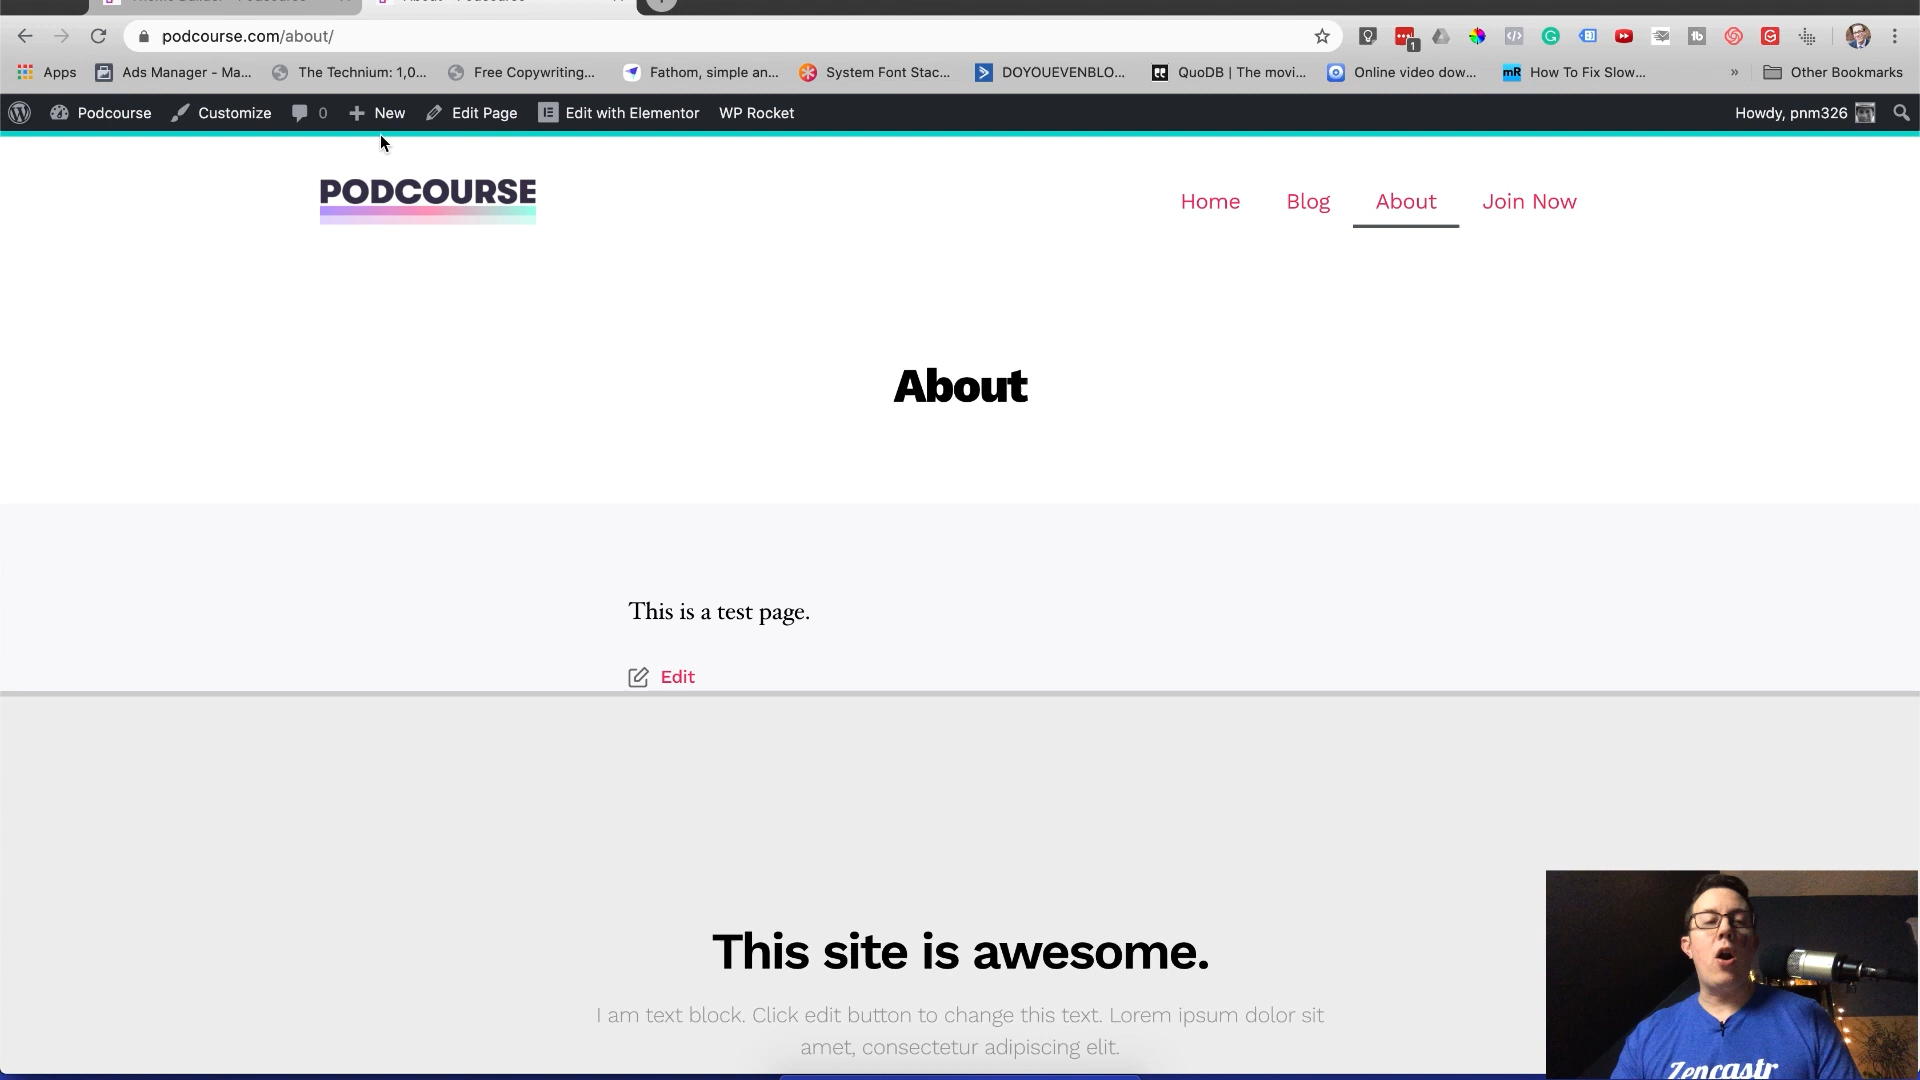 podcourse.com/about/
1
Apps Ads Manager - Ma... The Technium: 1,0... Free Copywriting... Fathom, simple an... System Font Stac... DOYOUEVENBLO... QuoDB | The movi... Online video dow... mR How To Fix Slow... » Other Bookmarks
Podcourse Customize 0 New Edit Page Edit with Elementor WP Rocket Howdy, pnm326
PODCOURSE
Home Blog About Join Now
About
This is a test page.
Edit
This site is awesome.
I am text block. Click edit button to change this text. Lorem ipsum dolor sit
amet, consectetur adipiscing elit.
Zencastr